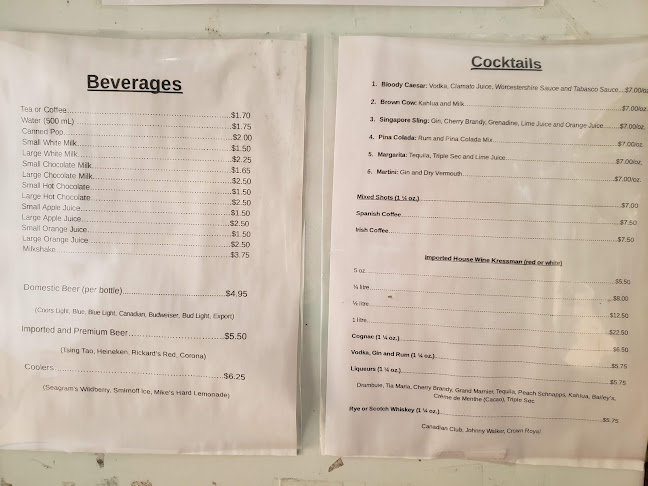 Beverages
Tea or Coffee...$1.70
Water (500 mL)...$1.75
Canned Pop...$2.00
Small White Milk...$1.50
Large White Milk...$2.25
Small Chocolate Milk...$1.65
Large Chocolate Milk...$2.50
Small Hot Chocolate...$1.50
Large Hot Chocolate...$2.50
Small Apple Juice...$1.50
Large Apple Juice...$2.50
Small Orange Juice...$1.50
Large Orange Juice...$2.50
Milkshake...$3.75
Domestic Beer (per bottle)...$4.95
(Coors Light, Blue, Blue Light, Canadian, Budweiser, Bud Light, Export)
Imported and Premium Beer...$5.50
(Tsing Tao, Heineken, Rickard's Red, Corona)
Coolers...$6.25
(Seagram's Wildberry, Smirnoff Ice, Mike's Hard Lemonade)
Cocktails
1. Bloody Caesar: Vodka, Clamato Juice, Worcestershire Sauce and Tabasco Sauce...$7.00/oz
2. Brown Cow: Kahlua and Milk...$7.00/oz
3. Singapore Sling: Gin, Cherry Brandy, Grenadine, Lime Juice and Orange Juice...$7.00/oz.
4. Pina Colada: Rum and Pina Colada Mix...$7.00/oz
5. Margarita: Tequila, Triple Sec and Lime Juice...$7.00/oz.
6. Martini: Gin and Dry Vermouth...$7.00/oz.
Mixed Shots (1 ¼ oz.)...$7.00
Spanish Coffee...$7.50
Irish Coffee...$7.50
Imported House Wine Kressman (red or white)
5 oz...$5.50
¼ litre...$8.00
½ litre...$12.50
1 litre...$22.50
Cognac (1 ¼ oz.)...$6.50
Vodka, Gin and Rum (1 ¼ oz.)...$5.75
Liqueurs (1 ¼ oz.)...$5.75
Drambuie, Tia Maria, Cherry Brandy, Grand Marnier, Tequila, Peach Schnapps, Kahlua, Bailey's,
Crème de Menthe (Cacao), Triple Sec
Rye or Scotch Whiskey (1 ¼ oz.)...$5.75
Canadian Club, Johnny Walker, Crown Royal